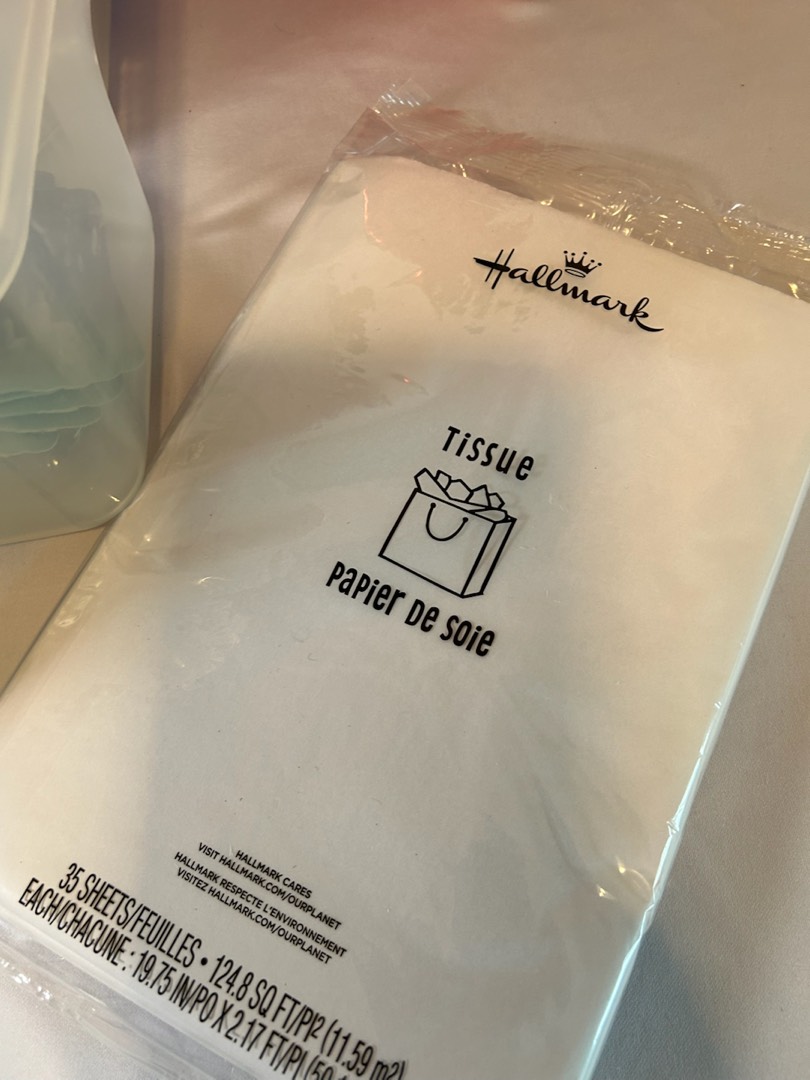 Hallmark
Tissue
Papier De Soie
HALLMARK CARES
VISIT HALLMARK.COM/OURPLANET
HALLMARK RESPECTE L'ENVIRONNEMENT
VISITEZ HALLMARK.COM/OURPLANET
35 SHEETS/FEUILLES • 124.8 SQ FT/PI² (11.59 m²)
EACH/CHACUNE : 19.75 IN/PO X 2.17 FT/PI